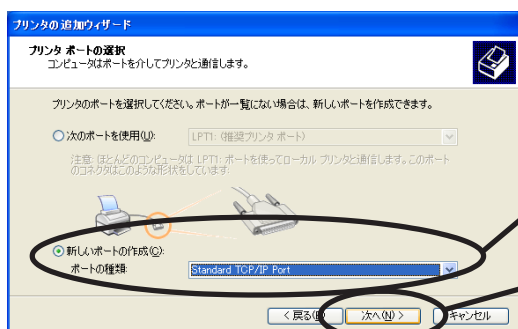 プリンタの追加ウィザード
プリンタ ポートの選択
コンピュータはポートを介してプリンタと通信します。
プリンタのポートを選択してください。ポートが一覧にない場合は、新しいポートを作成できます。
次のポートを使用(U):
LPT1: (推奨プリンタ ポート)
注意: ほとんどのコンピュータは LPT1: ポートを使ってローカル プリンタと通信します。このポート
のコネクタはこのような形状をしています:
新しいポートの作成(C):
ポートの種類:
Standard TCP/IP Port
< 戻る(B
次へ(N) >
キャンセル